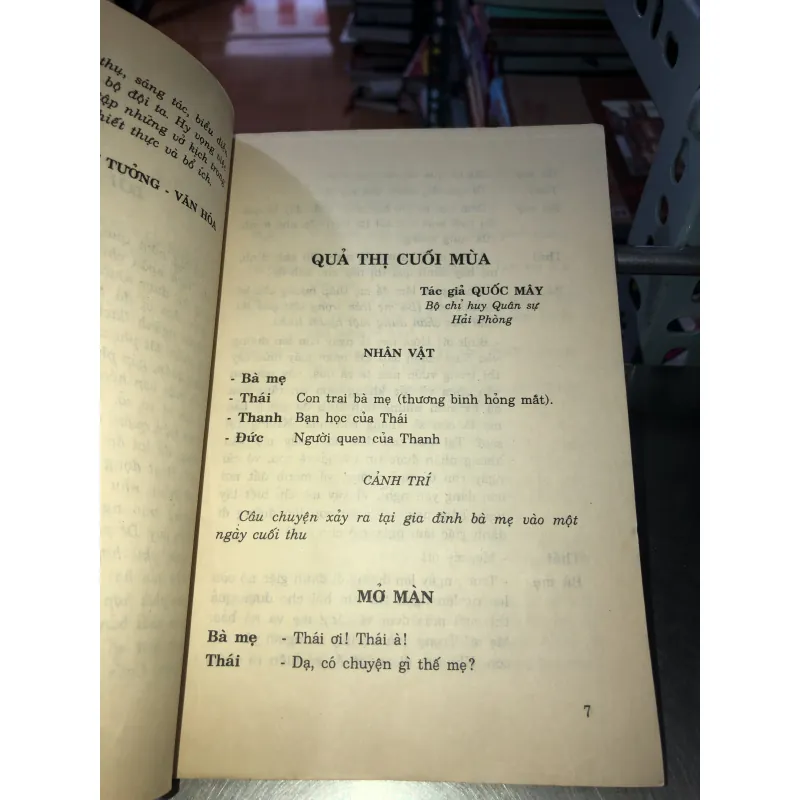 thụ, sáng tác, biểu diễn
bộ đội ta. Hy vọng
tập những vở kịch trong
thiết thực và bổ ích.
TƯỞNG - VĂN HÓA
QUẢ THỊ CUỐI MÙA
Tác giả QUỐC MÂY
Bộ chỉ huy Quân sự
Hải Phòng
NHÂN VẬT
- Bà mẹ
- Thái Con trai bà mẹ (thương binh hỏng mắt).
- Thanh Bạn học của Thái
- Đức Người quen của Thanh
CẢNH TRÍ
Câu chuyện xảy ra tại gia đình bà mẹ vào một
ngày cuối thu
MỞ MÀN
Bà mẹ - Thái ơi! Thái à!
Thái - Dạ, có chuyện gì thế mẹ?
7